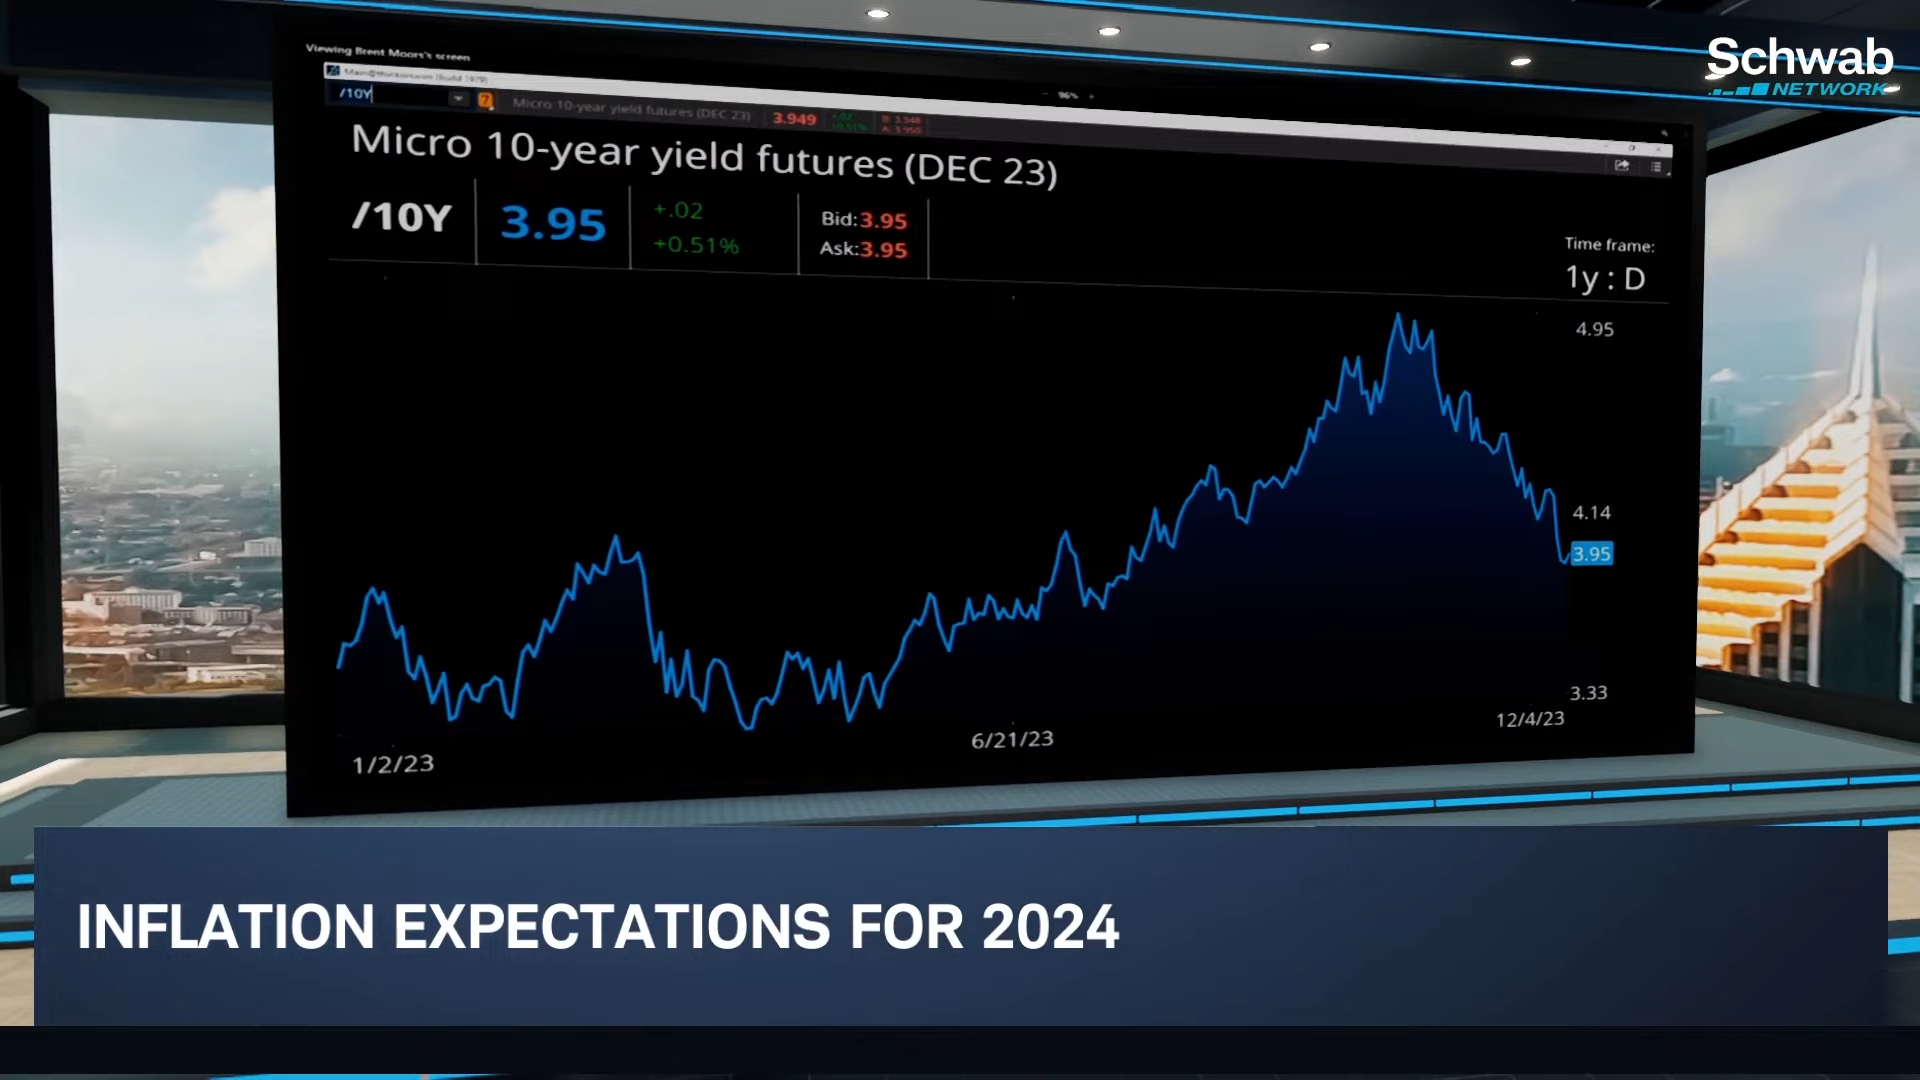 Schwab
NETWORK
Viewing Brent Moors's screen
/10Y
Micro 10-year yield futures (DEC 23) 3.949
96%
Micro 10-year yield futures (DEC 23)
/10Y
3.95
+.02
+0.51%
Bid:3.95
Ask:3.95
Time frame:
1y : D
4.95
4.14
3.95
3.33
1/2/23
6/21/23
12/4/23
INFLATION EXPECTATIONS FOR 2024